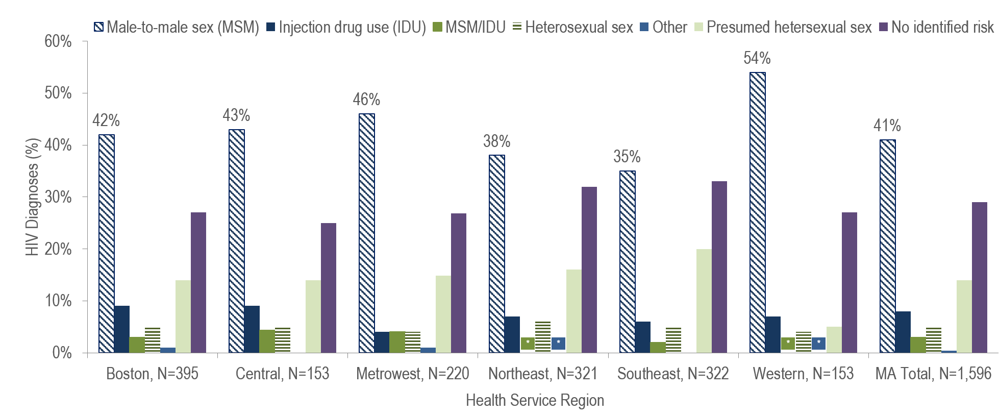 Male-to-male sex (MSM) Injection drug use (IDU) MSM/IDU Heterosexual sex Other Presumed hetersexual sex No identified risk
60%
50%
40%
30%
20%
10%
0%
HIV Diagnoses (%)
42%
43%
46%
38%
35%
54%
41%
* * * *
Boston, N=395 Central, N=153 Metrowest, N=220 Northeast, N=321 Southeast, N=322 Western, N=153 MA Total, N=1,596
Health Service Region